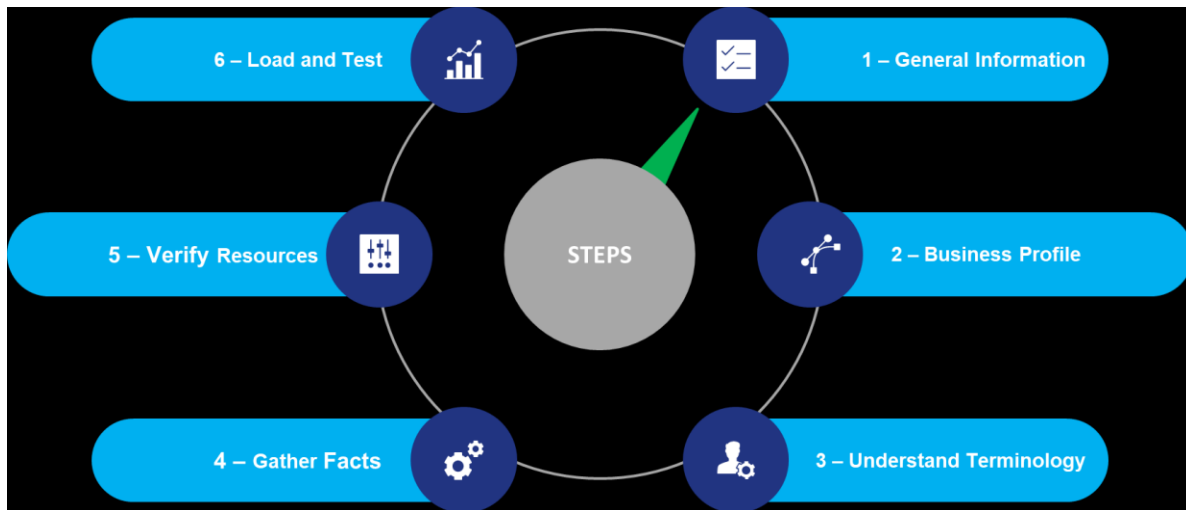 6 – Load and Test
1 – General Information
5 – Verify Resources
STEPS
2 – Business Profile
4 – Gather Facts
3 – Understand Terminology